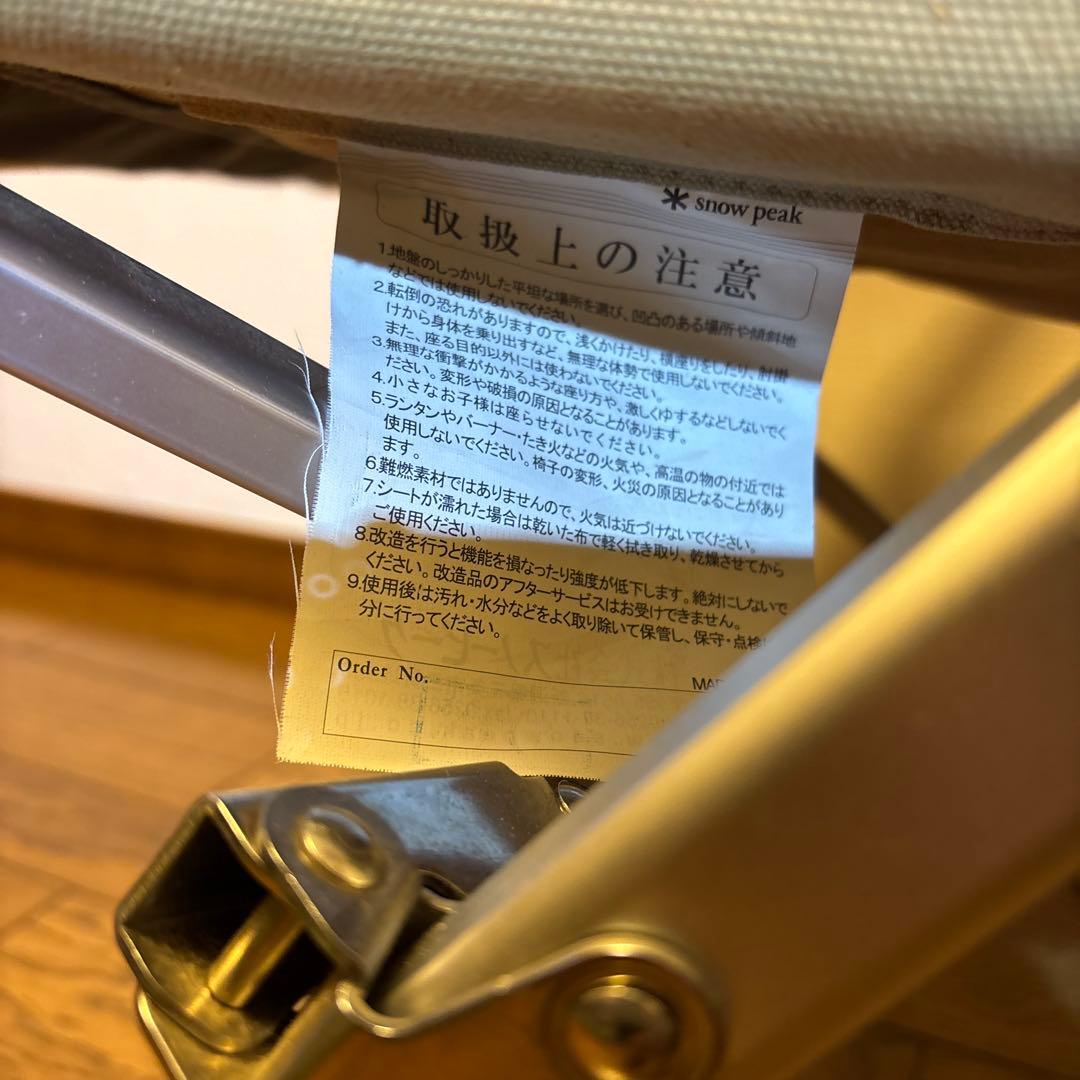 snow peak
取扱上の注意
1.地盤のしっかりした平坦な場所を選び、凹凸のある場所や傾斜地
などでは使用しないでください。
2.転倒の恐れがありますので、浅くかけたり、横座りをしたり、肘掛
けから身体を乗り出すなど、無理な体勢で使用しないでください。
また、座る目的以外には使わないでください。
3.無理な衝撃がかかるような座り方や、激しくゆするなどしないでく
ださい。変形や破損の原因となることがあります。
4.小さなお子様は座らせないでください。
5.ランタンやバーナー・たき火などの火気や、高温の物の付近では
使用しないでください。椅子の変形、火災の原因となることがあり
ます。
6.難燃素材ではありませんので、火気は近づけないでください。
7.シートが濡れた場合は乾いた布で軽く拭き取り、乾燥させてから
ご使用ください。
8.改造を行うと機能を損なったり強度が低下します。絶対にしないで
ください。改造品のアフターサービスはお受けできません。
9.使用後は汚れ・水分などをよく取り除いて保管し、保守・点検
分に行ってください。
Order No.